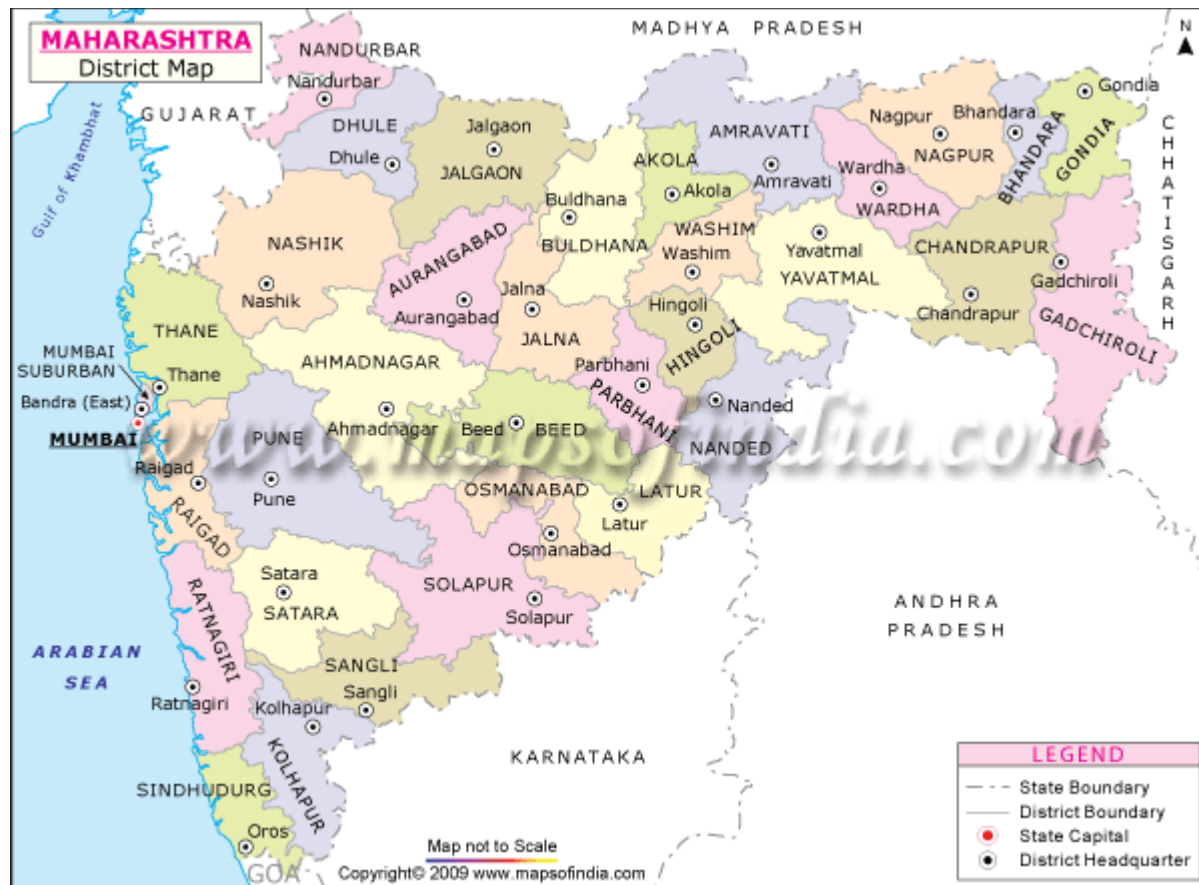 MAHARASHTRA
District Map
MADHYA PRADESH
N
GUJARAT
Gulf of Khambhat
NANDURBAR
Nandurbar
DHULE
Dhule
Jalgaon
JALGAON
Buldhana
BULDHANA
AKOLA
Akola
AMRAVATI
Amravati
Wardha
WARDHA
Nagpur
NAGPUR
Bhandara
BHANDARA
Gondia
GONDIA
CHHATISGARH
NASHIK
Nashik
AURANGABAD
Aurangabad
Jalna
JALNA
WASHIM
Washim
Yavatmal
YAVATMAL
CHANDRAPUR
Chandrapur
Gadchiroli
GADCHIROLI
Hingoli
HINGOLI
Parbhani
PARBHANI
Nanded
NANDED
THANE
Thane
MUMBAI
SUBURBAN
Bandra (East)
MUMBAI
AHMADNAGAR
Ahmadnagar
Beed
BEED
www.mapsofindia.com
PUNE
Pune
Raigad
RAIGAD
OSMANABAD
Osmanabad
LATUR
Latur
Satara
SATARA
SOLAPUR
Solapur
RATNAGIRI
Ratnagiri
SANGLI
Sangli
Kolhapur
KOLHAPUR
SINDHUDURG
Oros
GOA
ARABIAN
SEA
KARNATAKA
ANDHRA
PRADESH
LEGEND
State Boundary
District Boundary
State Capital
District Headquarter
Map not to Scale
Copyright© 2009 www.mapsofindia.com